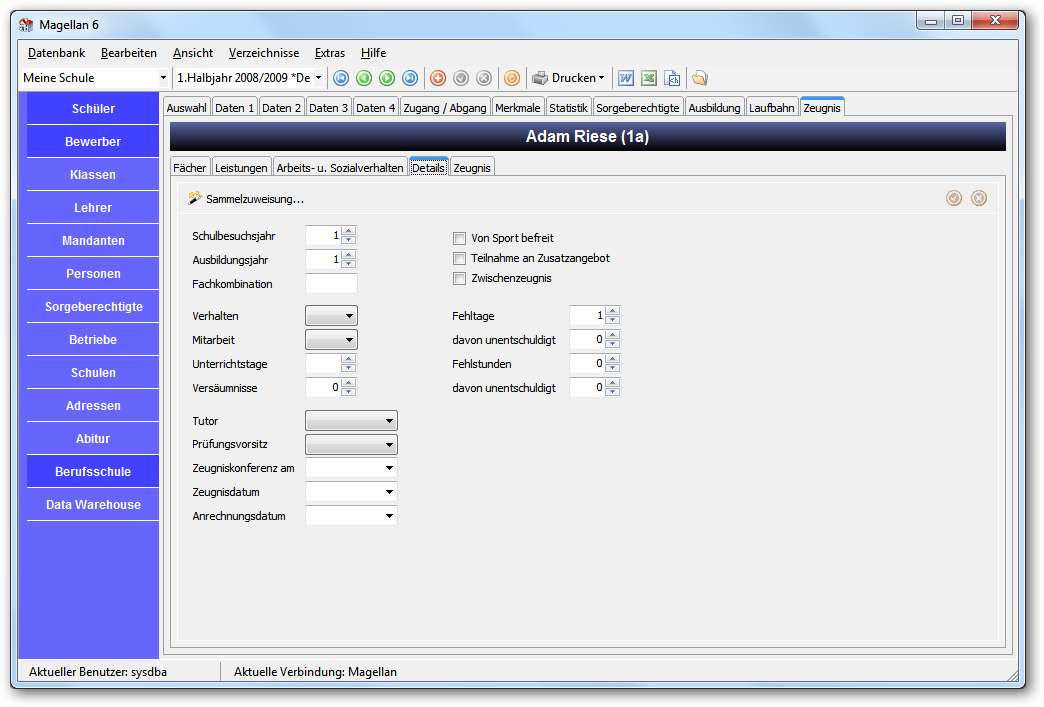 Magellan 6
Datenbank Bearbeiten Ansicht Verzeichnisse Extras Hilfe
Meine Schule 1.Halbjahr 2008/2009 *De Drucken
Schüler
Bewerber
Klassen
Lehrer
Mandanten
Personen
Sorgeberechtigte
Betriebe
Schulen
Adressen
Abitur
Berufsschule
Data Warehouse
Auswahl Daten 1 Daten 2 Daten 3 Daten 4 Zugang / Abgang Merkmale Statistik Sorgeberechtigte Ausbildung Laufbahn Zeugnis
Adam Riese (1a)
Fächer Leistungen Arbeits- u. Sozialverhalten Details Zeugnis
Sammelzuweisung...
Schulbesuchsjahr 1 Von Sport befreit
Ausbildungsjahr 1 Teilnahme an Zusatzangebot
Fachkombination Zwischenzeugnis
Verhalten Fehltage 1
Mitarbeit davon unentschuldigt 0
Unterrichtstage Fehlstunden 0
Versäumnisse 0 davon unentschuldigt 0
Tutor
Prüfungsvorsitz
Zeugniskonferenz am
Zeugnisdatum
Anrechnungsdatum
Aktueller Benutzer: sysdba Aktuelle Verbindung: Magellan